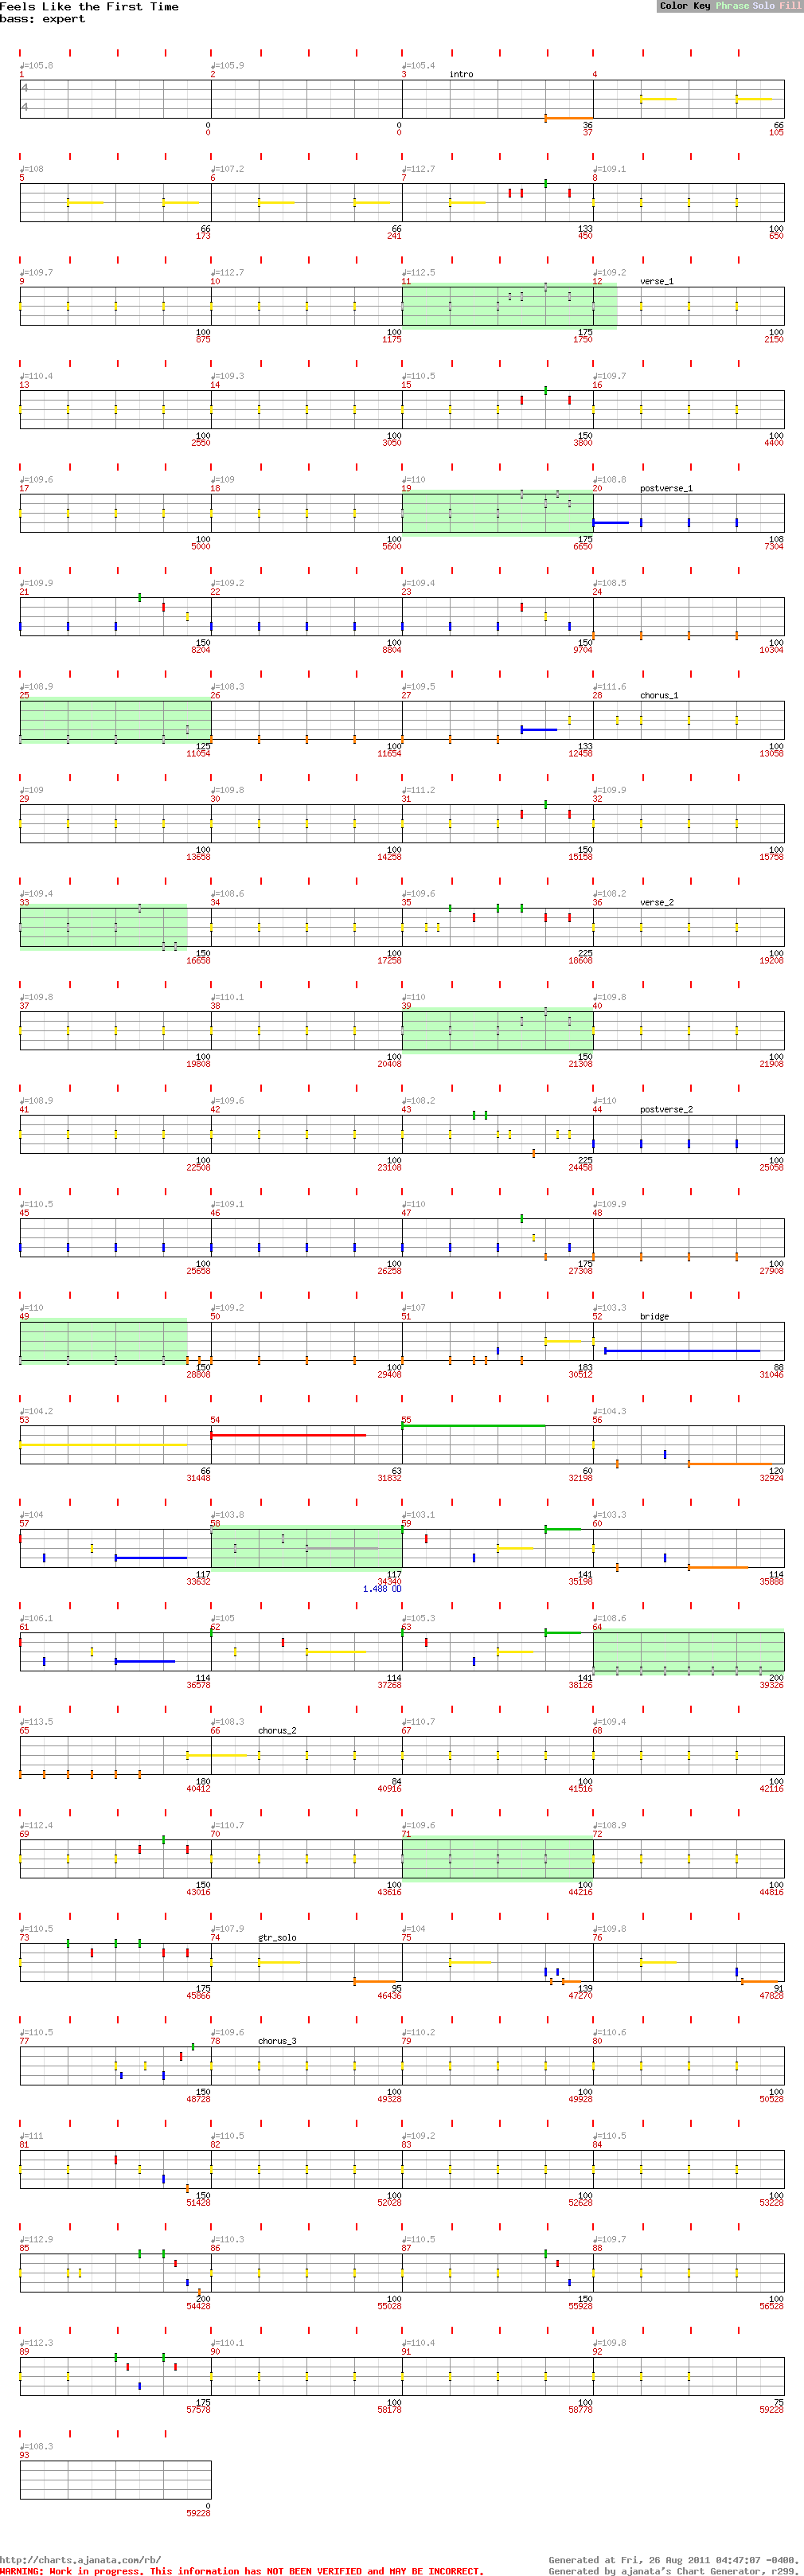 Feels Like the First Time
bass: expert
Color Key Phrase Solo Fill
♩=105.8 ♩=105.9 ♩=105.4
1 2 3 intro 4
4
4
0 0 36 66
0 0 37 105
♩=108 ♩=107.2 ♩=112.7 ♩=109.1
5 6 7 8
66 66 133 100
173 241 450 650
♩=109.7 ♩=112.7 ♩=112.5 ♩=109.2
9 10 11 12 verse_1
100 100 175 100
875 1175 1750 2150
♩=110.4 ♩=109.3 ♩=110.5 ♩=109.7
13 14 15 16
100 100 150 100
2550 3050 3800 4400
♩=109.6 ♩=109 ♩=110 ♩=108.8
17 18 19 20 postverse_1
100 100 175 108
5000 5600 6650 7304
♩=109.9 ♩=109.2 ♩=109.4 ♩=108.5
21 22 23 24
150 100 150 100
8204 8804 9704 10304
♩=108.9 ♩=108.3 ♩=109.5 ♩=111.6
25 26 27 28 chorus_1
125 100 133 100
11054 11654 12458 13058
♩=109 ♩=109.8 ♩=111.2 ♩=109.9
29 30 31 32
100 100 150 100
13658 14258 15158 15758
♩=109.4 ♩=108.6 ♩=109.6 ♩=108.2
33 34 35 36 verse_2
150 100 225 100
16658 17258 18608 19208
♩=109.8 ♩=110.1 ♩=110 ♩=109.8
37 38 39 40
100 100 150 100
19808 20408 21308 21908
♩=108.9 ♩=109.6 ♩=108.2 ♩=110
41 42 43 44 postverse_2
100 100 225 100
22508 23108 24458 25058
♩=110.5 ♩=109.1 ♩=110 ♩=109.9
45 46 47 48
100 100 175 100
25658 26258 27308 27908
♩=110 ♩=109.2 ♩=107 ♩=103.3
49 50 51 52 bridge
150 100 183 88
28808 29408 30512 31046
♩=104.2 ♩=104.3
53 54 55 56
66 63 60 120
31448 31832 32198 32924
♩=104 ♩=103.8 ♩=103.1 ♩=103.3
57 58 59 60
117 117 141 114
33632 34340 35198 35888
1.488 OD
♩=106.1 ♩=105 ♩=105.3 ♩=108.6
61 62 63 64
114 114 141 200
36578 37268 38126 39326
♩=113.5 ♩=108.3 ♩=110.7 ♩=109.4
65 66 chorus_2 67 68
180 84 100 100
40412 40916 41516 42116
♩=112.4 ♩=110.7 ♩=109.6 ♩=108.9
69 70 71 72
150 100 100 100
43016 43616 44216 44816
♩=110.5 ♩=107.9 ♩=104 ♩=109.8
73 74 gtr_solo 75 76
175 95 139 91
45866 46436 47270 47828
♩=110.5 ♩=109.6 ♩=110.2 ♩=110.6
77 78 chorus_3 79 80
150 100 100 100
48728 49328 49928 50528
♩=111 ♩=110.5 ♩=109.2 ♩=110.5
81 82 83 84
150 100 100 100
51428 52028 52628 53228
♩=112.9 ♩=110.3 ♩=110.5 ♩=109.7
85 86 87 88
200 100 150 100
54428 55028 55928 56528
♩=112.3 ♩=110.1 ♩=110.4 ♩=109.8
89 90 91 92
175 100 100 75
57578 58178 58778 59228
♩=108.3
93
0
59228
http://charts.ajanata.com/rb/ Generated at Fri, 26 Aug 2011 04:47:07 -0400.
WARNING: Work in progress. This information has NOT BEEN VERIFIED and MAY BE INCORRECT. Generated by ajanata's Chart Generator, r299.